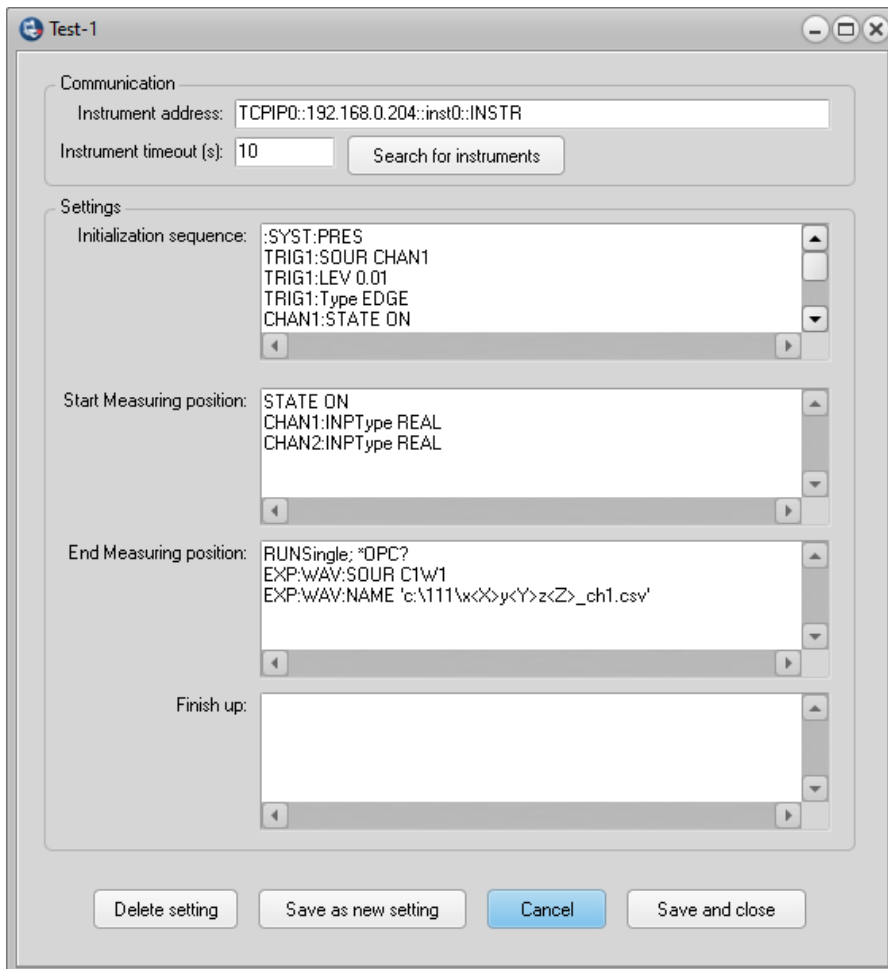 Test-1
Communication
Instrument address: TCPIP0::192.168.0.204::inst0::INSTR
Instrument timeout (s): 10 Search for instruments
Settings
Initialization sequence: :SYST:PRES
TRIG1:SOUR CHAN1
TRIG1:LEV 0.01
TRIG1:Type EDGE
CHAN1:STATE ON
Start Measuring position: STATE ON
CHAN1:INPType REAL
CHAN2:INPType REAL
End Measuring position: RUNSingle; *OPC?
EXP:WAV:SOUR C1W1
EXP:WAV:NAME 'c:\111\x<X>y<Y>z<Z>_ch1.csv'
Finish up:
Delete setting Save as new setting Cancel Save and close